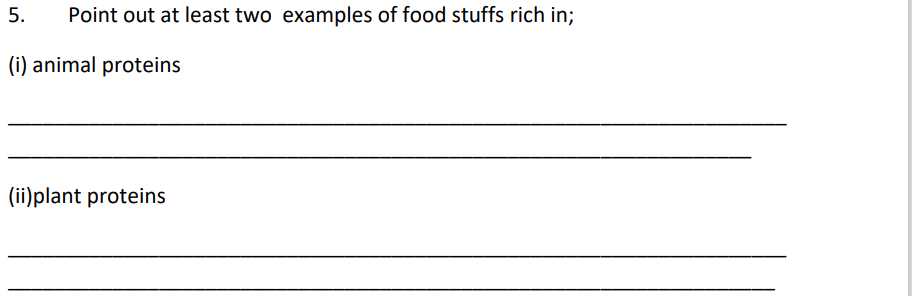 5. Point out at least two examples of food stuffs rich in;
(i) animal proteins
(ii)plant proteins